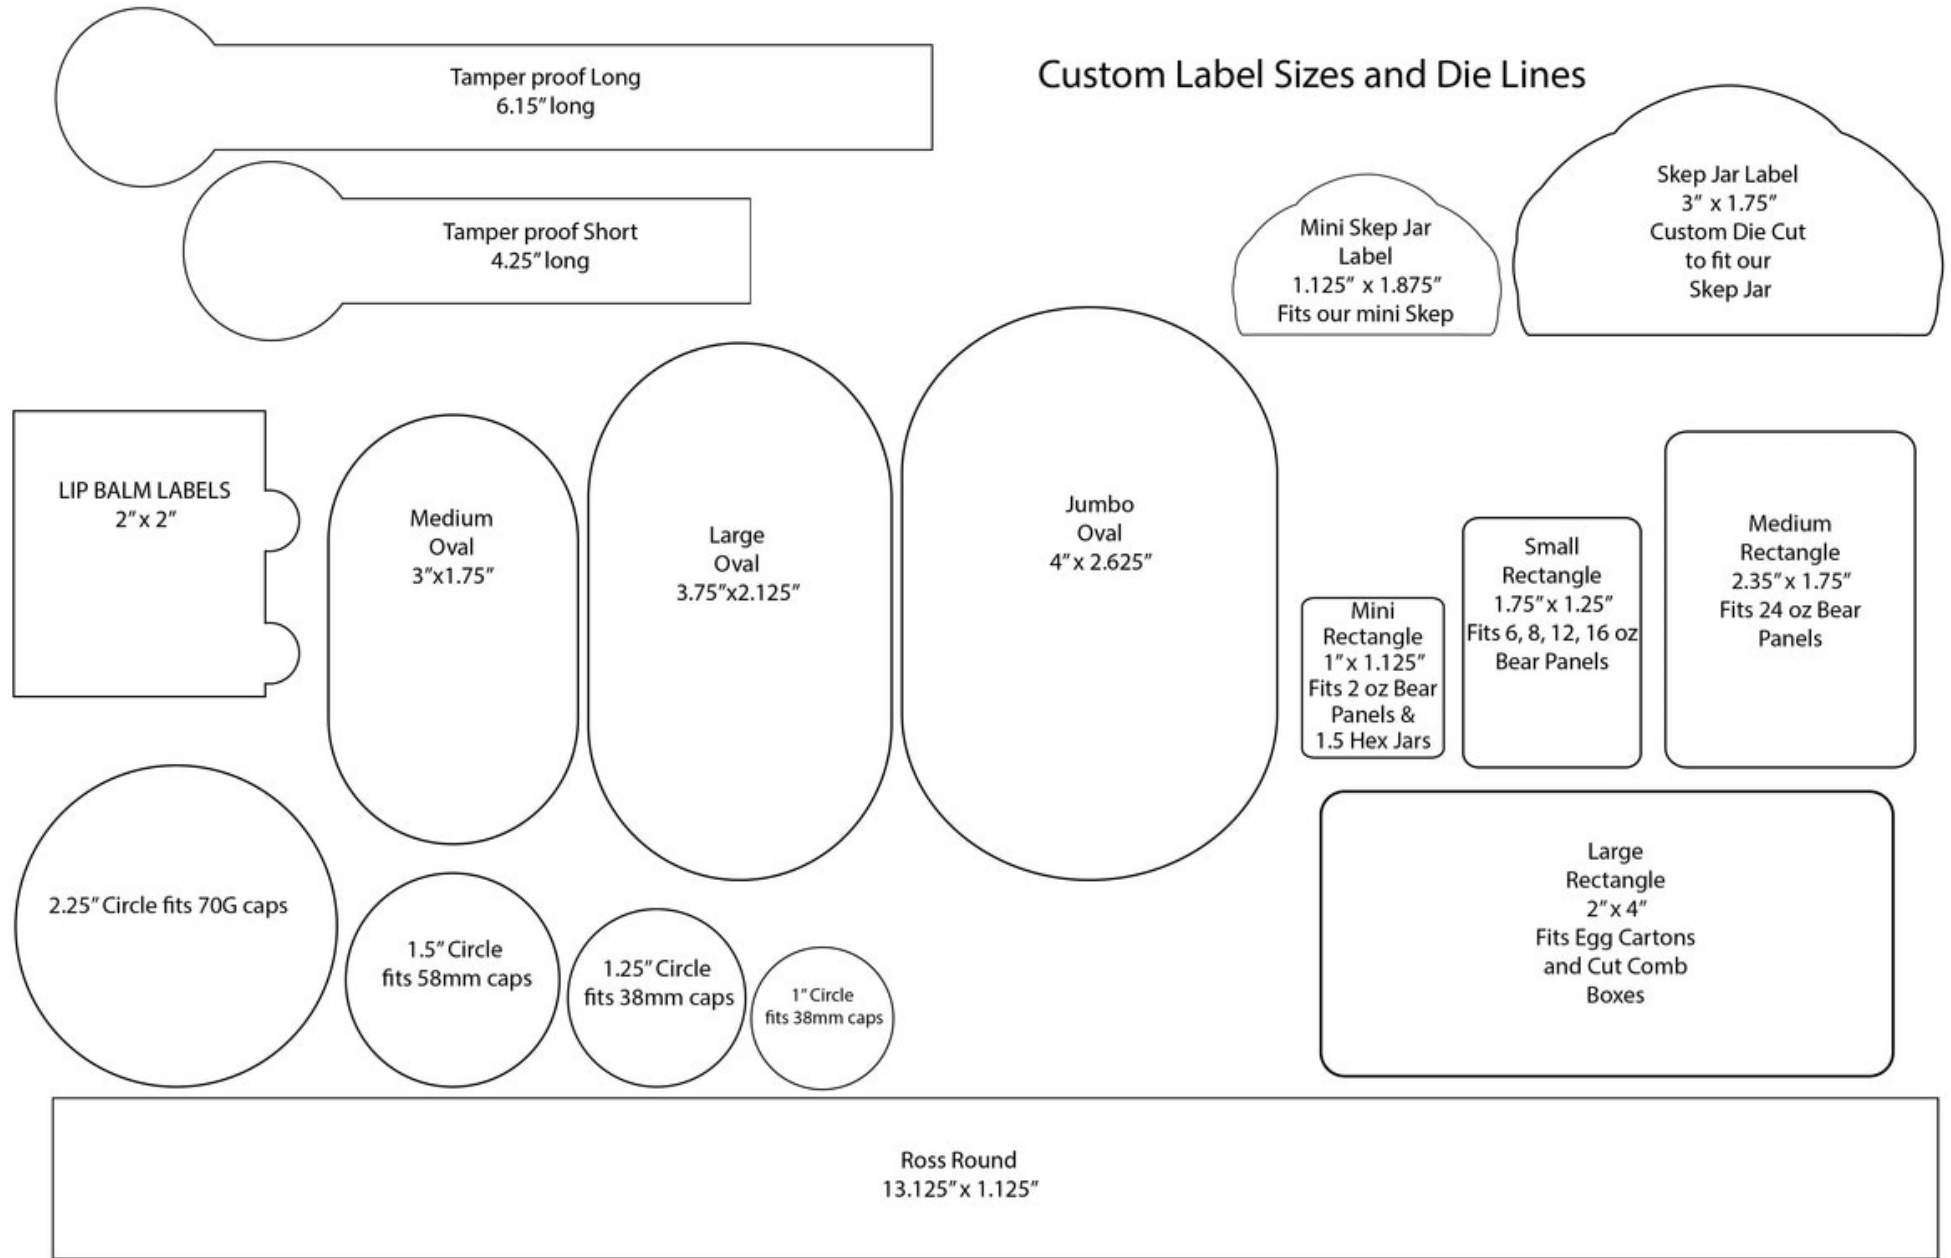 Tamper proof Long
6.15" long
Custom Label Sizes and Die Lines
Tamper proof Short
4.25" long
Mini Skep Jar
Label
1.125" x 1.875"
Fits our mini Skep
Skep Jar Label
3" x 1.75"
Custom Die Cut
to fit our
Skep Jar
LIP BALM LABELS
2" x 2"
Medium
Oval
3"x1.75"
Large
Oval
3.75"x2.125"
Jumbo
Oval
4" x 2.625"
Mini
Rectangle
1" x 1.125"
Fits 2 oz Bear
Panels &
1.5 Hex Jars
Small
Rectangle
1.75" x 1.25"
Fits 6, 8, 12, 16 oz
Bear Panels
Medium
Rectangle
2.35" x 1.75"
Fits 24 oz Bear
Panels
2.25" Circle fits 70G caps
1.5" Circle
fits 58mm caps
1.25" Circle
fits 38mm caps
1" Circle
fits 38mm caps
Large
Rectangle
2" x 4"
Fits Egg Cartons
and Cut Comb
Boxes
Ross Round
13.125" x 1.125"